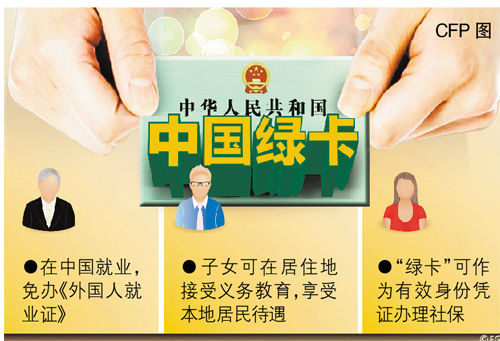 CFP 图
中华人民共和国
中国绿卡
●在中国就业，
免办《外国人就
业证》
●子女可在居住地
接受义务教育，享受
本地居民待遇
●“绿卡”可作
为有效身份凭
证办理社保